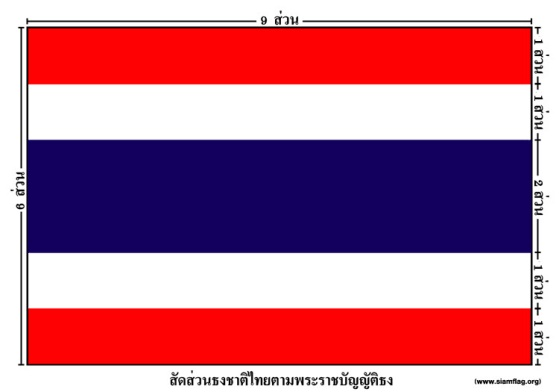 9 ส่วน
6 ส่วน
1 ส่วน
1 ส่วน
2 ส่วน
1 ส่วน
1 ส่วน
สัดส่วนธงชาติไทยตามพระราชบัญญัติธง
(www.siamflag.org)